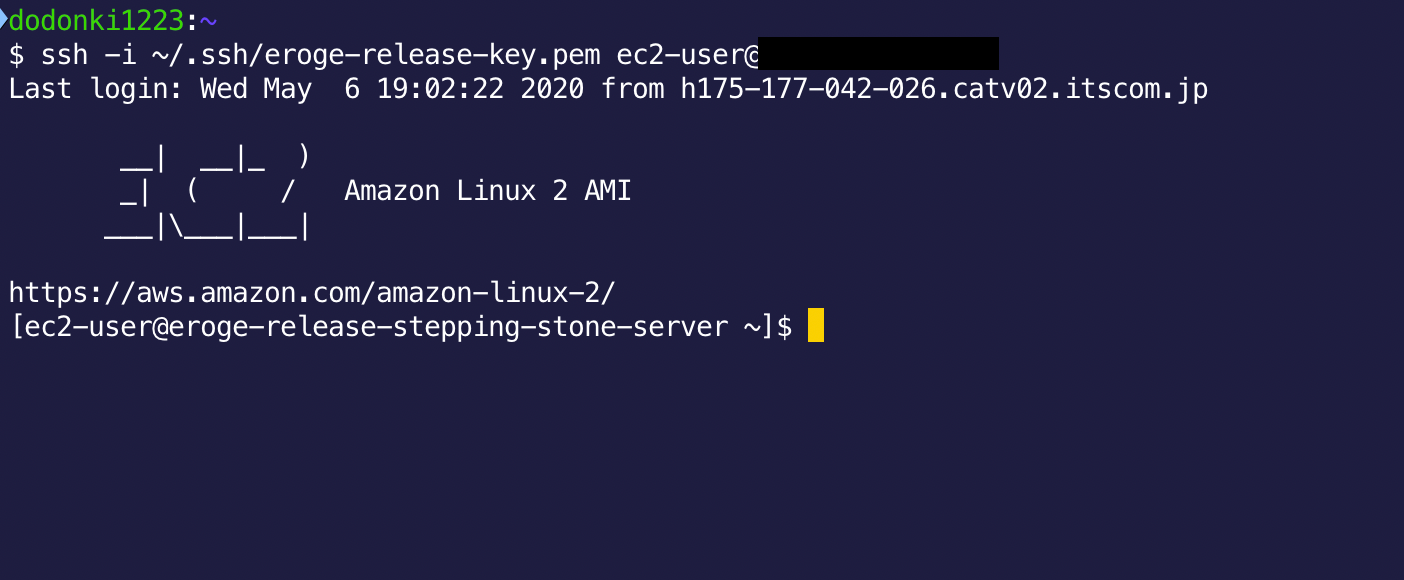 dodonki1223:~
$ ssh -i ~/.ssh/eroge-release-key.pem ec2-user@
Last login: Wed May  6 19:02:22 2020 from h175-177-042-026.catv02.itscom.jp
       __|  __|_  )
       _|  (     /   Amazon Linux 2 AMI
      ___|\___|___|
https://aws.amazon.com/amazon-linux-2/
[ec2-user@eroge-release-stepping-stone-server ~]$